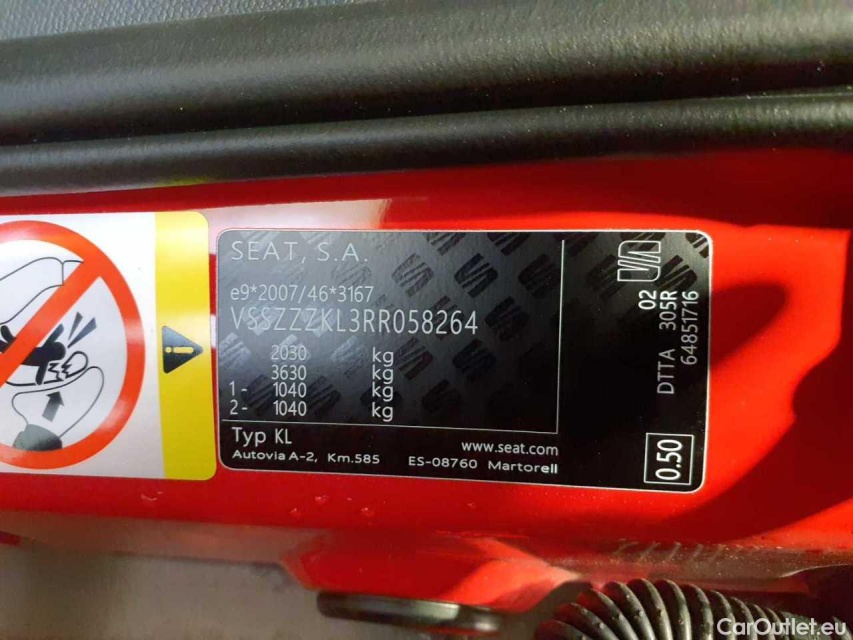 SEAT, S.A.
e9*2007/46*3167
VSSZZZKL3RR058264
2030 kg
3630 kg
1- 1040 kg
2- 1040 kg
Typ KL
www.seat.com
Autovia A-2, Km.585 ES-08760 Martorell
02
DTTA 305R
64851716
0.50
CarOutlet.eu